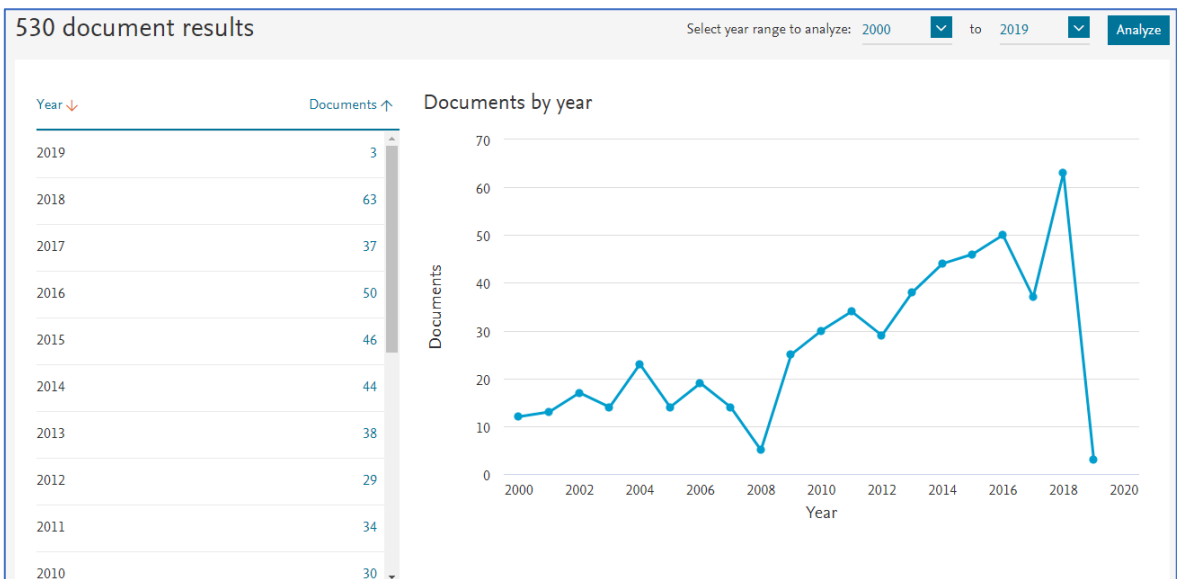 530 document results
Select year range to analyze: 2000 to 2019 Analyze
Year Documents
2019 3
2018 63
2017 37
2016 50
2015 46
2014 44
2013 38
2012 29
2011 34
2010 30
Documents by year
70
60
50
40
30
20
10
0
Documents
2000 2002 2004 2006 2008 2010 2012 2014 2016 2018 2020
Year